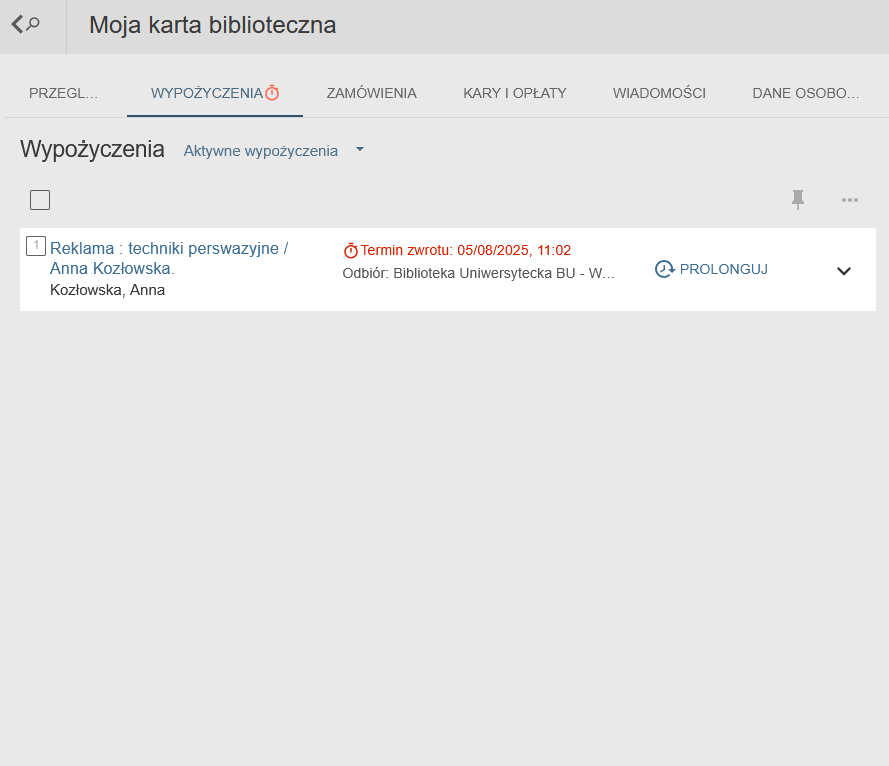 Moja karta biblioteczna
PRZEGL...
WYPOŻYCZENIA
ZAMÓWIENIA
KARY I OPŁATY
WIADOMOŚCI
DANE OSOBO...
Wypożyczenia
Aktywne wypożyczenia
1
Reklama : techniki perswazyjne /
Anna Kozłowska.
Kozłowska, Anna
Termin zwrotu: 05/08/2025, 11:02
Odbiór: Biblioteka Uniwersytecka BU - W...
PROLONGUJ